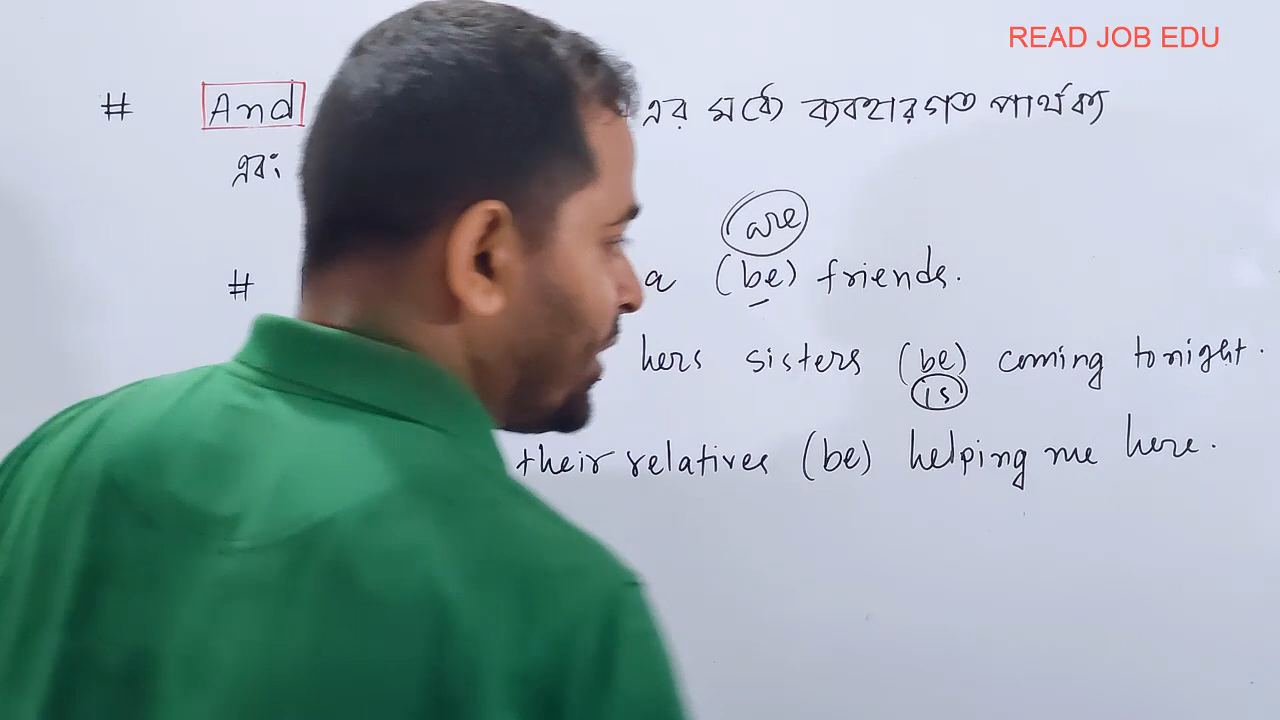 READ JOB EDU
# And এর মধ্যে ব্যবহারগত পার্থক্য
এবং
are
# a (be) friends.
hers sisters (be) coming tonight.
is
their relatives (be) helping me here.